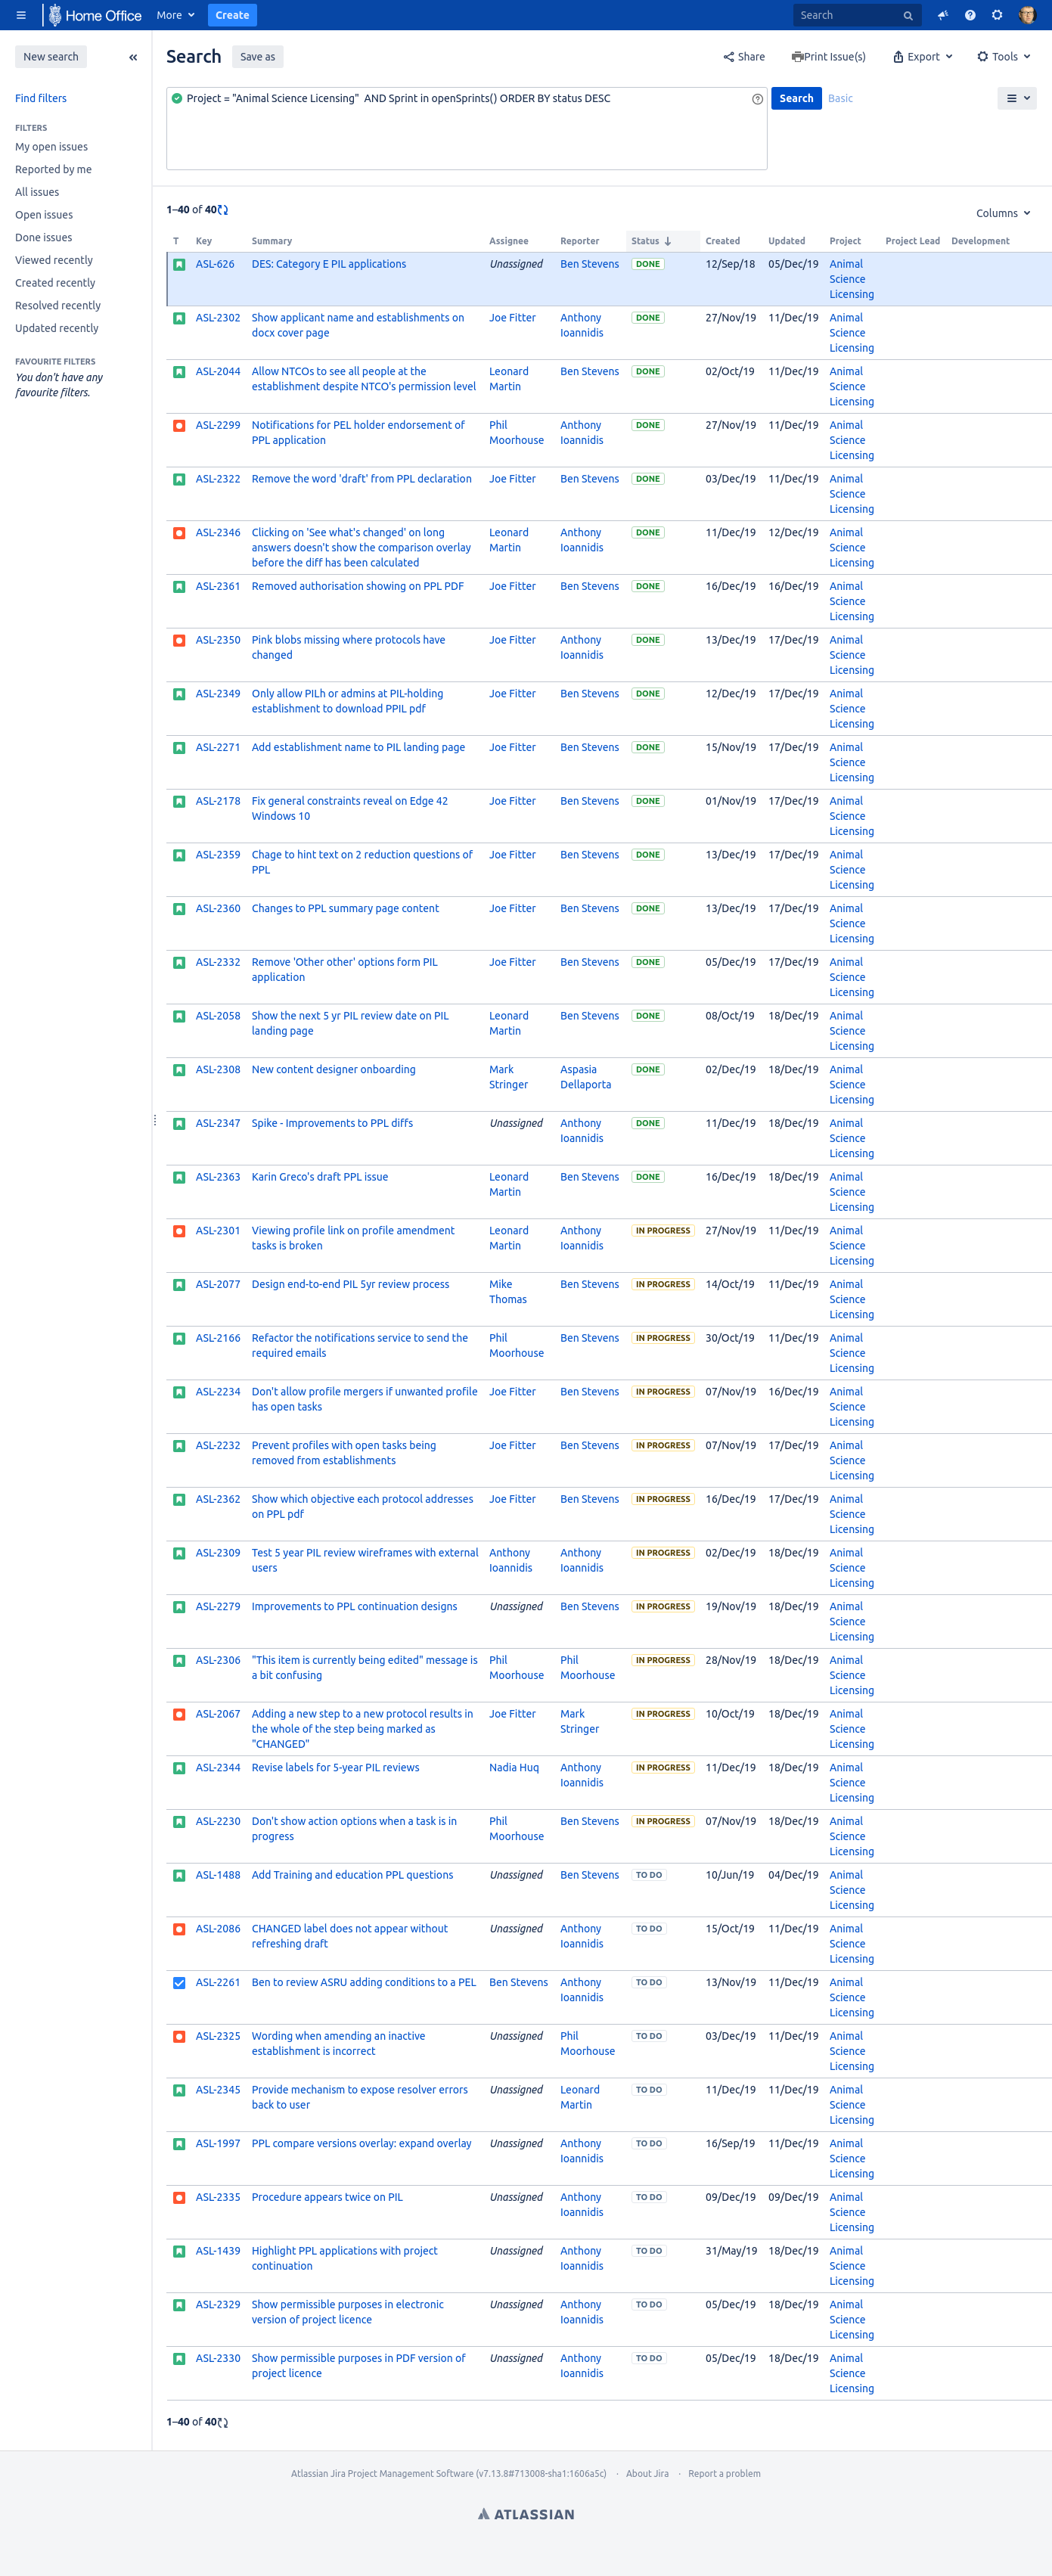 Home Office More Create Search
New search
Find filters
FILTERS
My open issues
Reported by me
All issues
Open issues
Done issues
Viewed recently
Created recently
Resolved recently
Updated recently
FAVOURITE FILTERS
You don't have any
favourite filters.
Search Save as Share Print Issue(s) Export Tools
Project = "Animal Science Licensing" AND Sprint in openSprints() ORDER BY status DESC Search Basic
1–40 of 40 Columns
T Key Summary Assignee Reporter Status Created Updated Project Project Lead Development
ASL-626 DES: Category E PIL applications Unassigned Ben Stevens DONE 12/Sep/18 05/Dec/19 Animal
Science
Licensing
ASL-2302 Show applicant name and establishments on Joe Fitter Anthony DONE 27/Nov/19 11/Dec/19 Animal
docx cover page Ioannidis Science
Licensing
ASL-2044 Allow NTCOs to see all people at the Leonard Ben Stevens DONE 02/Oct/19 11/Dec/19 Animal
establishment despite NTCO's permission level Martin Science
Licensing
ASL-2299 Notifications for PEL holder endorsement of Phil Anthony DONE 27/Nov/19 11/Dec/19 Animal
PPL application Moorhouse Ioannidis Science
Licensing
ASL-2322 Remove the word 'draft' from PPL declaration Joe Fitter Ben Stevens DONE 03/Dec/19 11/Dec/19 Animal
Science
Licensing
ASL-2346 Clicking on 'See what's changed' on long Leonard Anthony DONE 11/Dec/19 12/Dec/19 Animal
answers doesn't show the comparison overlay Martin Ioannidis Science
before the diff has been calculated Licensing
ASL-2361 Removed authorisation showing on PPL PDF Joe Fitter Ben Stevens DONE 16/Dec/19 16/Dec/19 Animal
Science
Licensing
ASL-2350 Pink blobs missing where protocols have Joe Fitter Anthony DONE 13/Dec/19 17/Dec/19 Animal
changed Ioannidis Science
Licensing
ASL-2349 Only allow PILh or admins at PIL-holding Joe Fitter Ben Stevens DONE 12/Dec/19 17/Dec/19 Animal
establishment to download PPIL pdf Science
Licensing
ASL-2271 Add establishment name to PIL landing page Joe Fitter Ben Stevens DONE 15/Nov/19 17/Dec/19 Animal
Science
Licensing
ASL-2178 Fix general constraints reveal on Edge 42 Joe Fitter Ben Stevens DONE 01/Nov/19 17/Dec/19 Animal
Windows 10 Science
Licensing
ASL-2359 Chage to hint text on 2 reduction questions of Joe Fitter Ben Stevens DONE 13/Dec/19 17/Dec/19 Animal
PPL Science
Licensing
ASL-2360 Changes to PPL summary page content Joe Fitter Ben Stevens DONE 13/Dec/19 17/Dec/19 Animal
Science
Licensing
ASL-2332 Remove 'Other other' options form PIL Joe Fitter Ben Stevens DONE 05/Dec/19 17/Dec/19 Animal
application Science
Licensing
ASL-2058 Show the next 5 yr PIL review date on PIL Leonard Ben Stevens DONE 08/Oct/19 18/Dec/19 Animal
landing page Martin Science
Licensing
ASL-2308 New content designer onboarding Mark Aspasia DONE 02/Dec/19 18/Dec/19 Animal
Stringer Dellaporta Science
Licensing
ASL-2347 Spike - Improvements to PPL diffs Unassigned Anthony DONE 11/Dec/19 18/Dec/19 Animal
Ioannidis Science
Licensing
ASL-2363 Karin Greco's draft PPL issue Leonard Ben Stevens DONE 16/Dec/19 18/Dec/19 Animal
Martin Science
Licensing
ASL-2301 Viewing profile link on profile amendment Leonard Anthony IN PROGRESS 27/Nov/19 11/Dec/19 Animal
tasks is broken Martin Ioannidis Science
Licensing
ASL-2077 Design end-to-end PIL 5yr review process Mike Ben Stevens IN PROGRESS 14/Oct/19 11/Dec/19 Animal
Thomas Science
Licensing
ASL-2166 Refactor the notifications service to send the Phil Ben Stevens IN PROGRESS 30/Oct/19 11/Dec/19 Animal
required emails Moorhouse Science
Licensing
ASL-2234 Don't allow profile mergers if unwanted profile Joe Fitter Ben Stevens IN PROGRESS 07/Nov/19 16/Dec/19 Animal
has open tasks Science
Licensing
ASL-2232 Prevent profiles with open tasks being Joe Fitter Ben Stevens IN PROGRESS 07/Nov/19 17/Dec/19 Animal
removed from establishments Science
Licensing
ASL-2362 Show which objective each protocol addresses Joe Fitter Ben Stevens IN PROGRESS 16/Dec/19 17/Dec/19 Animal
on PPL pdf Science
Licensing
ASL-2309 Test 5 year PIL review wireframes with external Anthony Anthony IN PROGRESS 02/Dec/19 18/Dec/19 Animal
users Ioannidis Ioannidis Science
Licensing
ASL-2279 Improvements to PPL continuation designs Unassigned Ben Stevens IN PROGRESS 19/Nov/19 18/Dec/19 Animal
Science
Licensing
ASL-2306 "This item is currently being edited" message is Phil Phil IN PROGRESS 28/Nov/19 18/Dec/19 Animal
a bit confusing Moorhouse Moorhouse Science
Licensing
ASL-2067 Adding a new step to a new protocol results in Joe Fitter Mark IN PROGRESS 10/Oct/19 18/Dec/19 Animal
the whole of the step being marked as Stringer Science
"CHANGED" Licensing
ASL-2344 Revise labels for 5-year PIL reviews Nadia Huq Anthony IN PROGRESS 11/Dec/19 18/Dec/19 Animal
Ioannidis Science
Licensing
ASL-2230 Don't show action options when a task is in Phil Ben Stevens IN PROGRESS 07/Nov/19 18/Dec/19 Animal
progress Moorhouse Science
Licensing
ASL-1488 Add Training and education PPL questions Unassigned Ben Stevens TO DO 10/Jun/19 04/Dec/19 Animal
Science
Licensing
ASL-2086 CHANGED label does not appear without Unassigned Anthony TO DO 15/Oct/19 11/Dec/19 Animal
refreshing draft Ioannidis Science
Licensing
ASL-2261 Ben to review ASRU adding conditions to a PEL Ben Stevens Anthony TO DO 13/Nov/19 11/Dec/19 Animal
Ioannidis Science
Licensing
ASL-2325 Wording when amending an inactive Unassigned Phil TO DO 03/Dec/19 11/Dec/19 Animal
establishment is incorrect Moorhouse Science
Licensing
ASL-2345 Provide mechanism to expose resolver errors Unassigned Leonard TO DO 11/Dec/19 11/Dec/19 Animal
back to user Martin Science
Licensing
ASL-1997 PPL compare versions overlay: expand overlay Unassigned Anthony TO DO 16/Sep/19 11/Dec/19 Animal
Ioannidis Science
Licensing
ASL-2335 Procedure appears twice on PIL Unassigned Anthony TO DO 09/Dec/19 09/Dec/19 Animal
Ioannidis Science
Licensing
ASL-1439 Highlight PPL applications with project Unassigned Anthony TO DO 31/May/19 18/Dec/19 Animal
continuation Ioannidis Science
Licensing
ASL-2329 Show permissible purposes in electronic Unassigned Anthony TO DO 05/Dec/19 18/Dec/19 Animal
version of project licence Ioannidis Science
Licensing
ASL-2330 Show permissible purposes in PDF version of Unassigned Anthony TO DO 05/Dec/19 18/Dec/19 Animal
project licence Ioannidis Science
Licensing
1–40 of 40
Atlassian Jira Project Management Software (v7.13.8#713008-sha1:1606a5c) · About Jira · Report a problem
ATLASSIAN